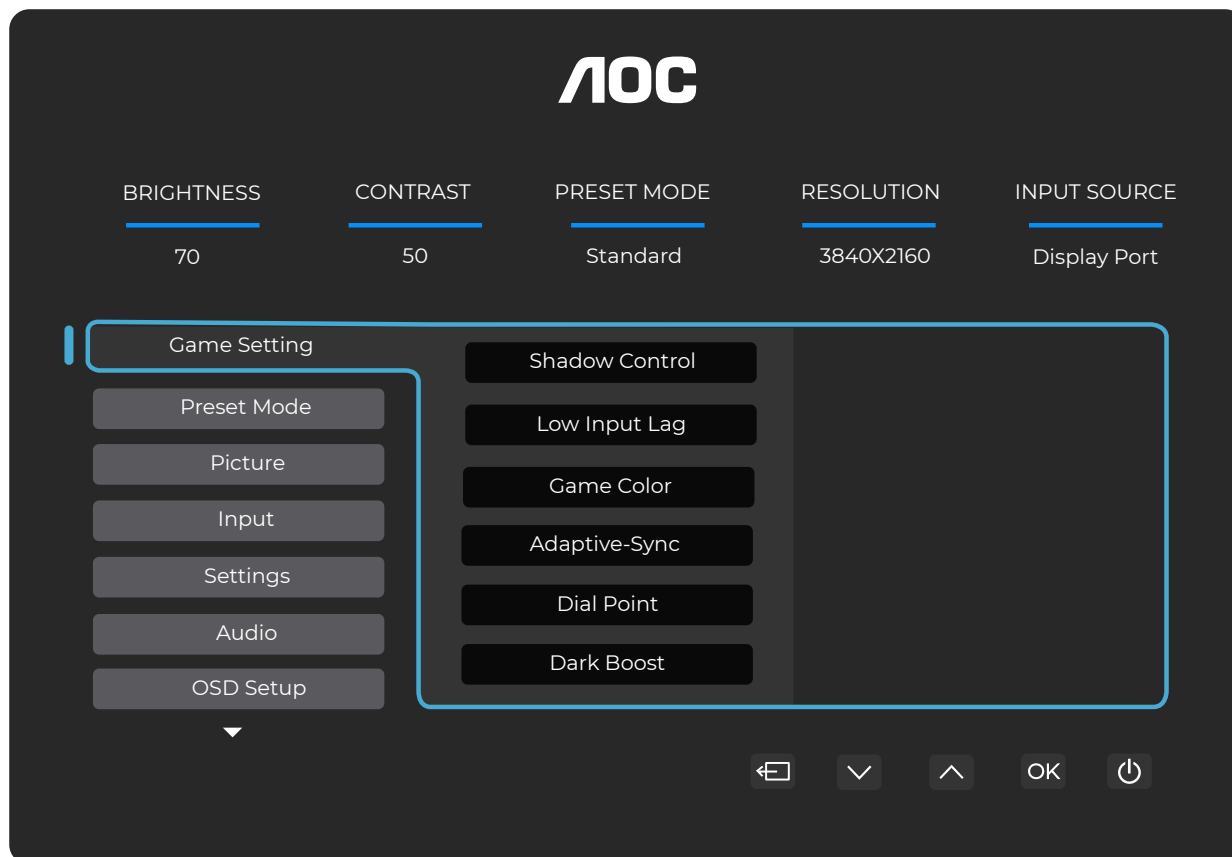 AOC
BRIGHTNESS CONTRAST PRESET MODE RESOLUTION INPUT SOURCE
70 50 Standard 3840X2160 Display Port
Game Setting
Preset Mode
Picture
Input
Settings
Audio
OSD Setup
Shadow Control
Low Input Lag
Game Color
Adaptive-Sync
Dial Point
Dark Boost
OK